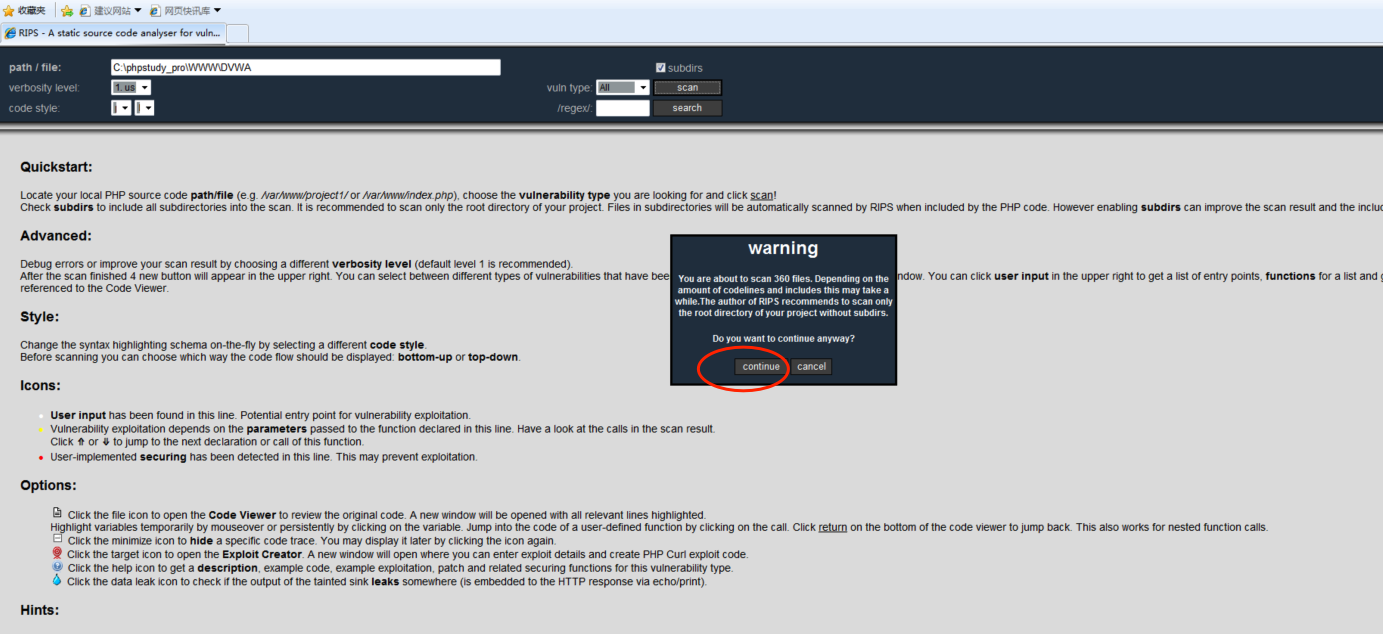 收藏夹 建议网站 网页快讯库
RIPS - A static source code analyser for vuln...
path / file: C:\phpstudy_pro\WWW\DVWA subdirs
verbosity level: 1. us vuln type: All scan
code style: /regex/: search
Quickstart:
Locate your local PHP source code path/file (e.g. /var/www/project1/ or /var/www/index.php), choose the vulnerability type you are looking for and click scan!
Check subdirs to include all subdirectories into the scan. It is recommended to scan only the root directory of your project. Files in subdirectories will be automatically scanned by RIPS when included by the PHP code. However enabling subdirs can improve the scan result and the inclu
Advanced:
Debug errors or improve your scan result by choosing a different verbosity level (default level 1 is recommended).
After the scan finished 4 new button will appear in the upper right. You can select between different types of vulnerabilities that have bee ndow. You can click user input in the upper right to get a list of entry points, functions for a list and
referenced to the Code Viewer.
warning
You are about to scan 360 files. Depending on the
amount of codelines and includes this may take a
while.The author of RIPS recommends to scan only
the root directory of your project without subdirs.
Do you want to continue anyway?
continue cancel
Style:
Change the syntax highlighting schema on-the-fly by selecting a different code style.
Before scanning you can choose which way the code flow should be displayed: bottom-up or top-down.
Icons:
User input has been found in this line. Potential entry point for vulnerability exploitation.
Vulnerability exploitation depends on the parameters passed to the function declared in this line. Have a look at the calls in the scan result.
Click ⇑ or ⇓ to jump to the next declaration or call of this function.
User-implemented securing has been detected in this line. This may prevent exploitation.
Options:
Click the file icon to open the Code Viewer to review the original code. A new window will be opened with all relevant lines highlighted.
Highlight variables temporarily by mouseover or persistently by clicking on the variable. Jump into the code of a user-defined function by clicking on the call. Click return on the bottom of the code viewer to jump back. This also works for nested function calls.
Click the minimize icon to hide a specific code trace. You may display it later by clicking the icon again.
Click the target icon to open the Exploit Creator. A new window will open where you can enter exploit details and create PHP Curl exploit code.
Click the help icon to get a description, example code, example exploitation, patch and related securing functions for this vulnerability type.
Click the data leak icon to check if the output of the tainted sink leaks somewhere (is embedded to the HTTP response via echo/print).
Hints: